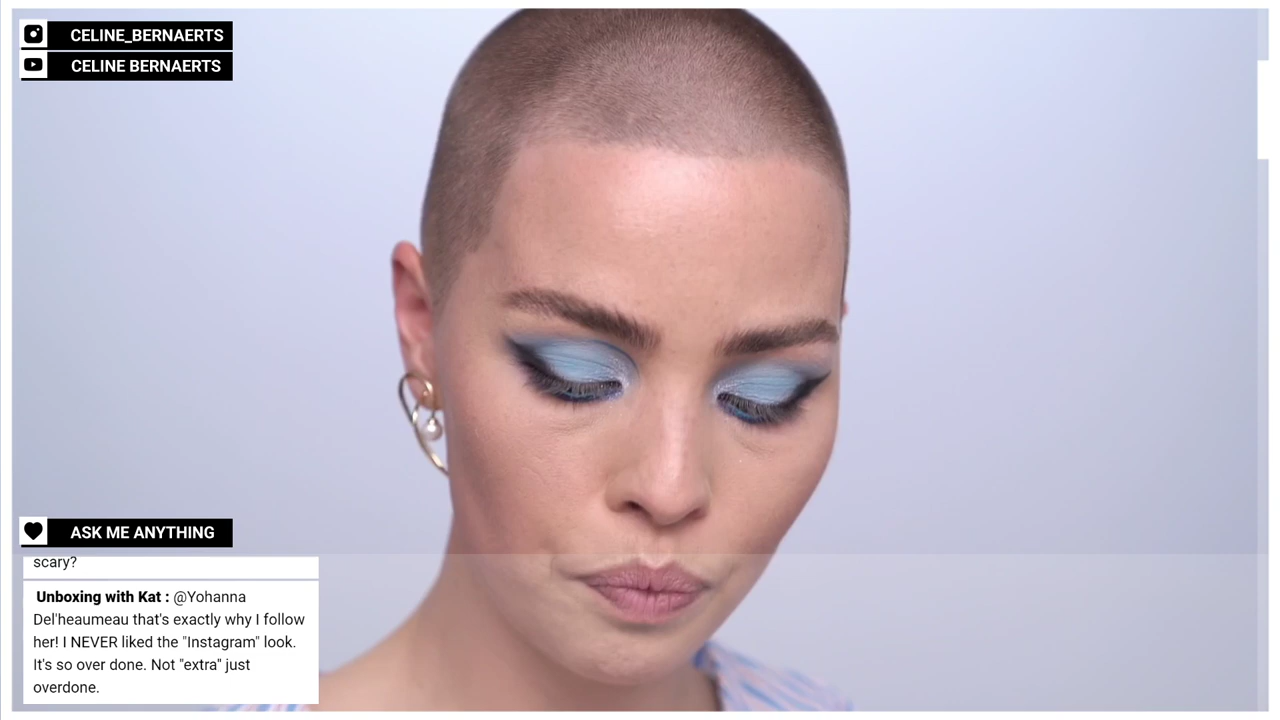 CELINE_BERNAERTS
CELINE BERNAERTS
ASK ME ANYTHING
scary?
Unboxing with Kat : @Yohanna
Del'heaumeau that's exactly why I follow
her! I NEVER liked the "Instagram" look.
It's so over done. Not "extra" just
overdone.